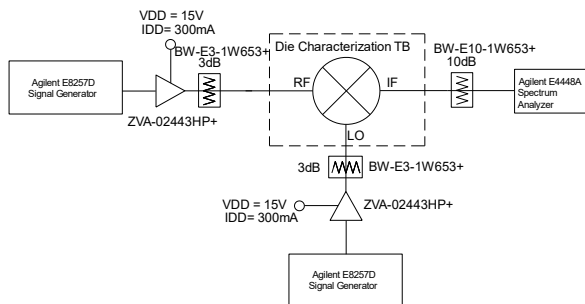 VDD = 15V
IDD= 300mA
BW-E3-1W653+
3dB
Die Characterization TB
BW-E10-1W653+
10dB
Agilent E8257D
Signal Generator
RF
IF
LO
Agilent E4448A
Spectrum
Analyzer
ZVA-02443HP+
3dB
BW-E3-1W653+
VDD = 15V
IDD= 300mA
ZVA-02443HP+
Agilent E8257D
Signal Generator